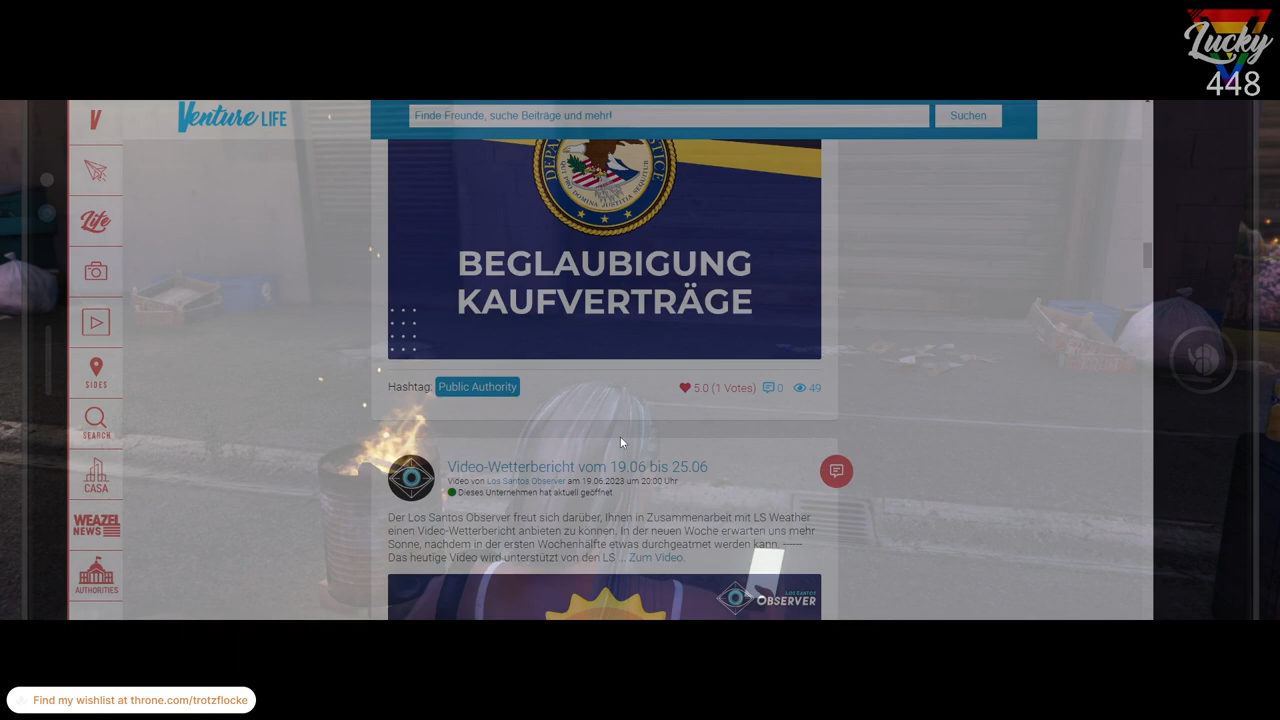 Lucky
V
448
V
Venture LIFE
Finde Freunde, suche Beiträge und mehr!
Suchen
Life
SIDES
SEARCH
CASA
WEAZEL
NEWS
AUTHORITIES
QUI PRO DOMINA JUSTITIA SEQUITUR
BEGLAUBIGUNG
KAUFVERTRÄGE
Hashtag: Public Authority
5.0 (1 Votes) 0 49
Video-Wetterbericht vom 19.06 bis 25.06
Video von Los Santos Observer am 19.06.2023 um 20:00 Uhr
Dieses Unternehmen hat aktuell geöffnet
Der Los Santos Observer freut sich darüber, Ihnen in Zusammenarbeit mit LS Weather
einen Video-Wetterbericht anbieten zu können. In der neuen Woche erwarten uns mehr
Sonne, nachdem in der ersten Wochenhälfte etwas durchgeatmet werden kann. ------
Das heutige Video wird unterstützt von den LS ... Zum Video.
LOS SANTOS
OBSERVER
Find my wishlist at throne.com/trotzflocke